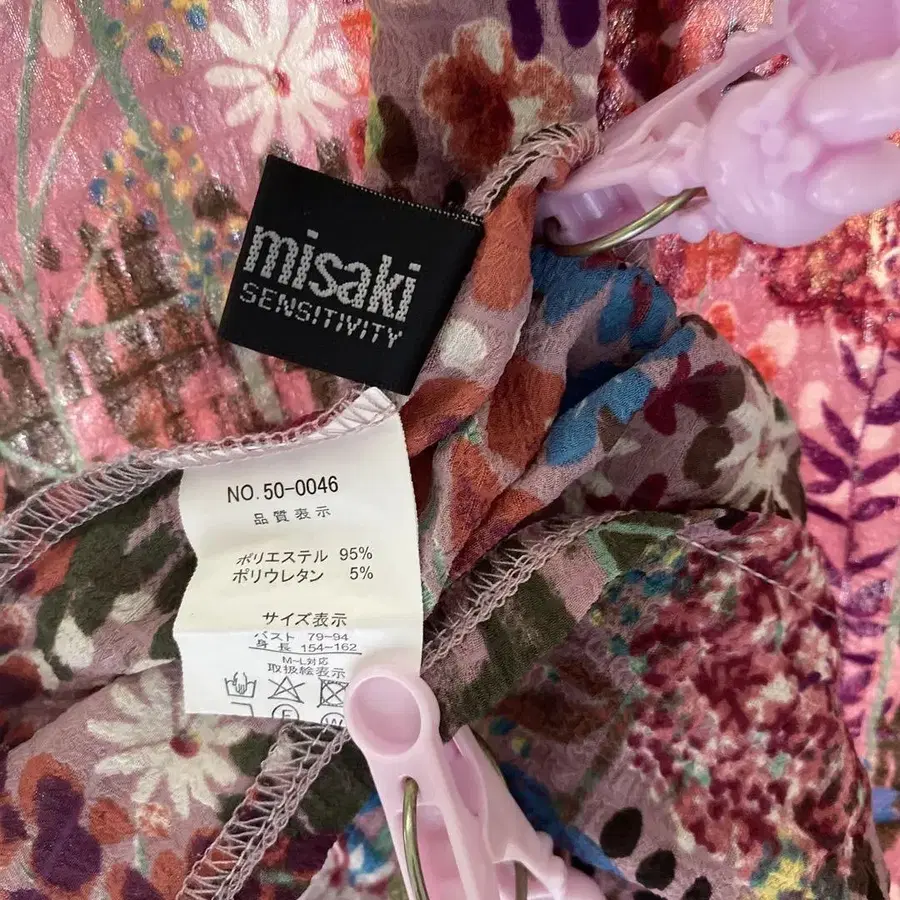 misaki
SENSITIVITY
NO. 50-0046
品質表示
ポリエステル 95%
ポリウレタン 5%
サイズ表示
バスト 79-94
身長 154-162
M-L対応
取扱絵表示
F
W